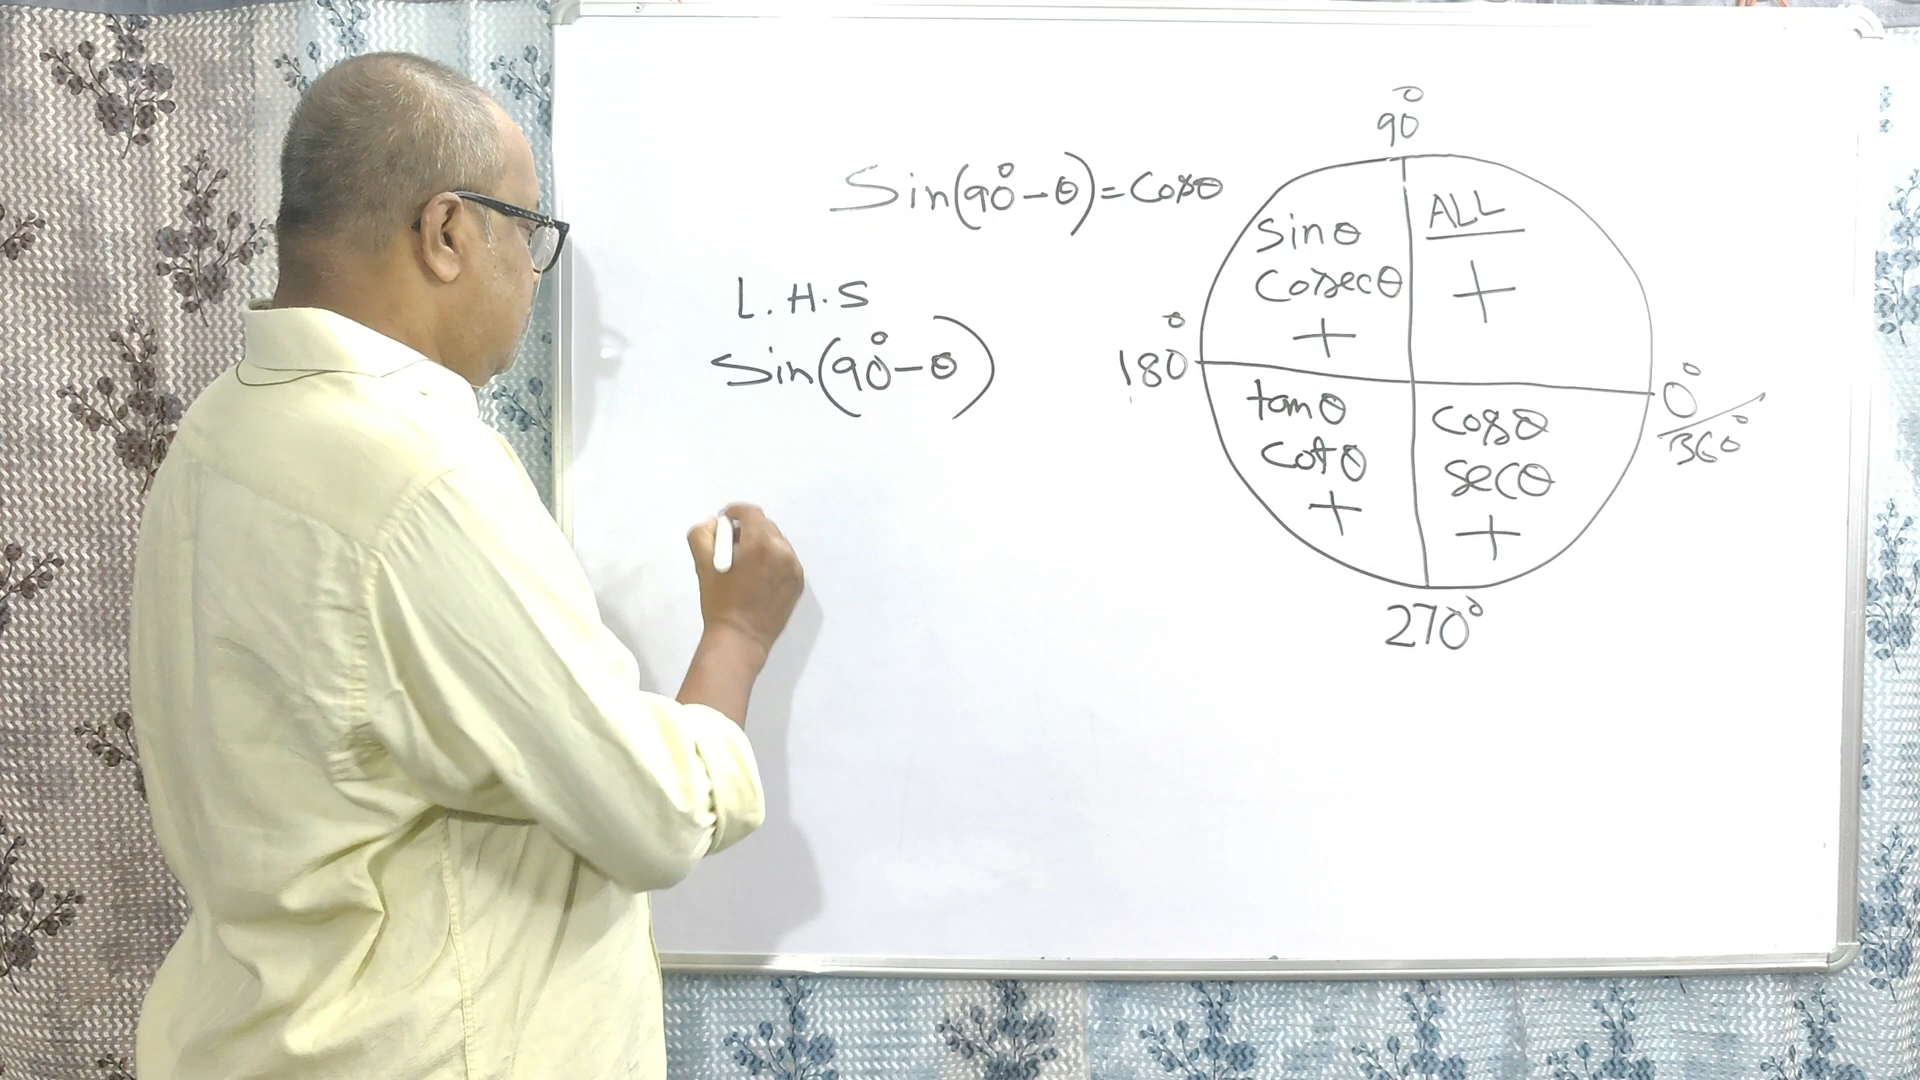 Sin(90°-θ)=Cosθ
L.H.S
Sin(90°-θ)
90°
Sinθ
Cosecθ
+
ALL
+
180°
0°/360°
tanθ
Cotθ
+
Cosθ
Secθ
+
270°